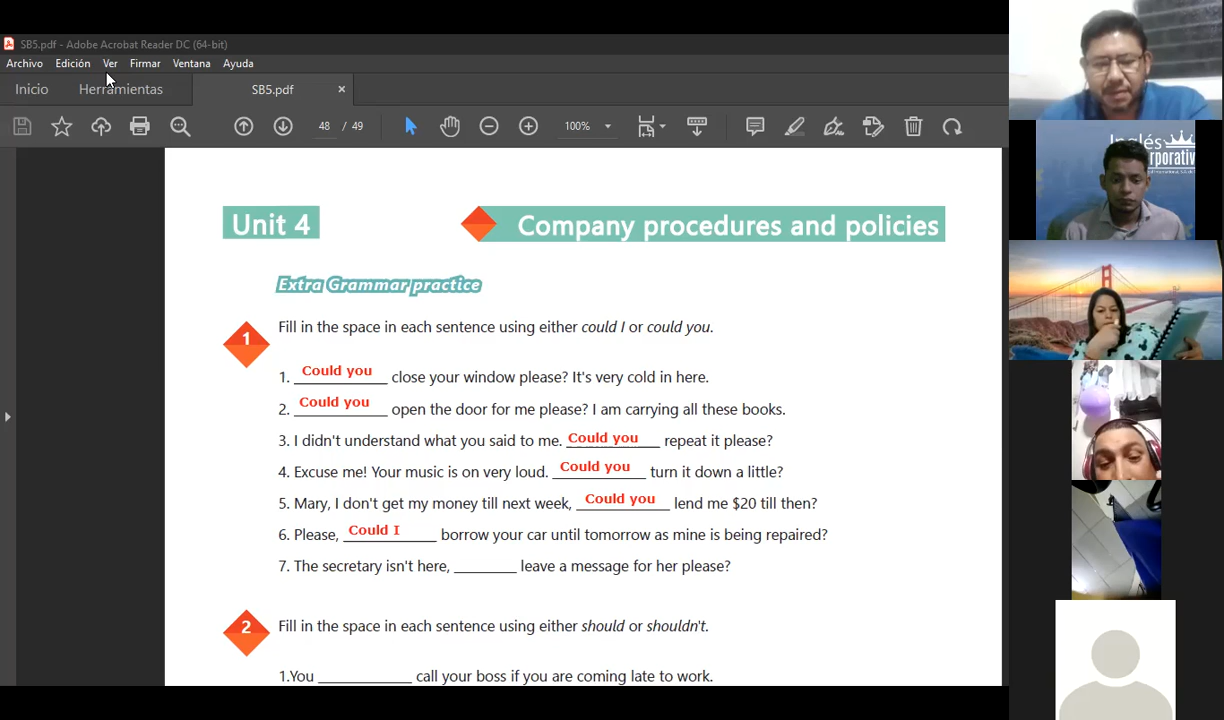 SB5.pdf - Adobe Acrobat Reader DC (64-bit)
Archivo Edición Ver Firmar Ventana Ayuda
Inicio Herramientas SB5.pdf ×
48 / 49 100%
Unit 4 Company procedures and policies
Extra Grammar practice
1 Fill in the space in each sentence using either could I or could you.
1. Could you close your window please? It's very cold in here.
2. Could you open the door for me please? I am carrying all these books.
3. I didn't understand what you said to me. Could you repeat it please?
4. Excuse me! Your music is on very loud. Could you turn it down a little?
5. Mary, I don't get my money till next week, Could you lend me $20 till then?
6. Please, Could I borrow your car until tomorrow as mine is being repaired?
7. The secretary isn't here, ________ leave a message for her please?
2 Fill in the space in each sentence using either should or shouldn't.
1.You ____________ call your boss if you are coming late to work.
Inglés